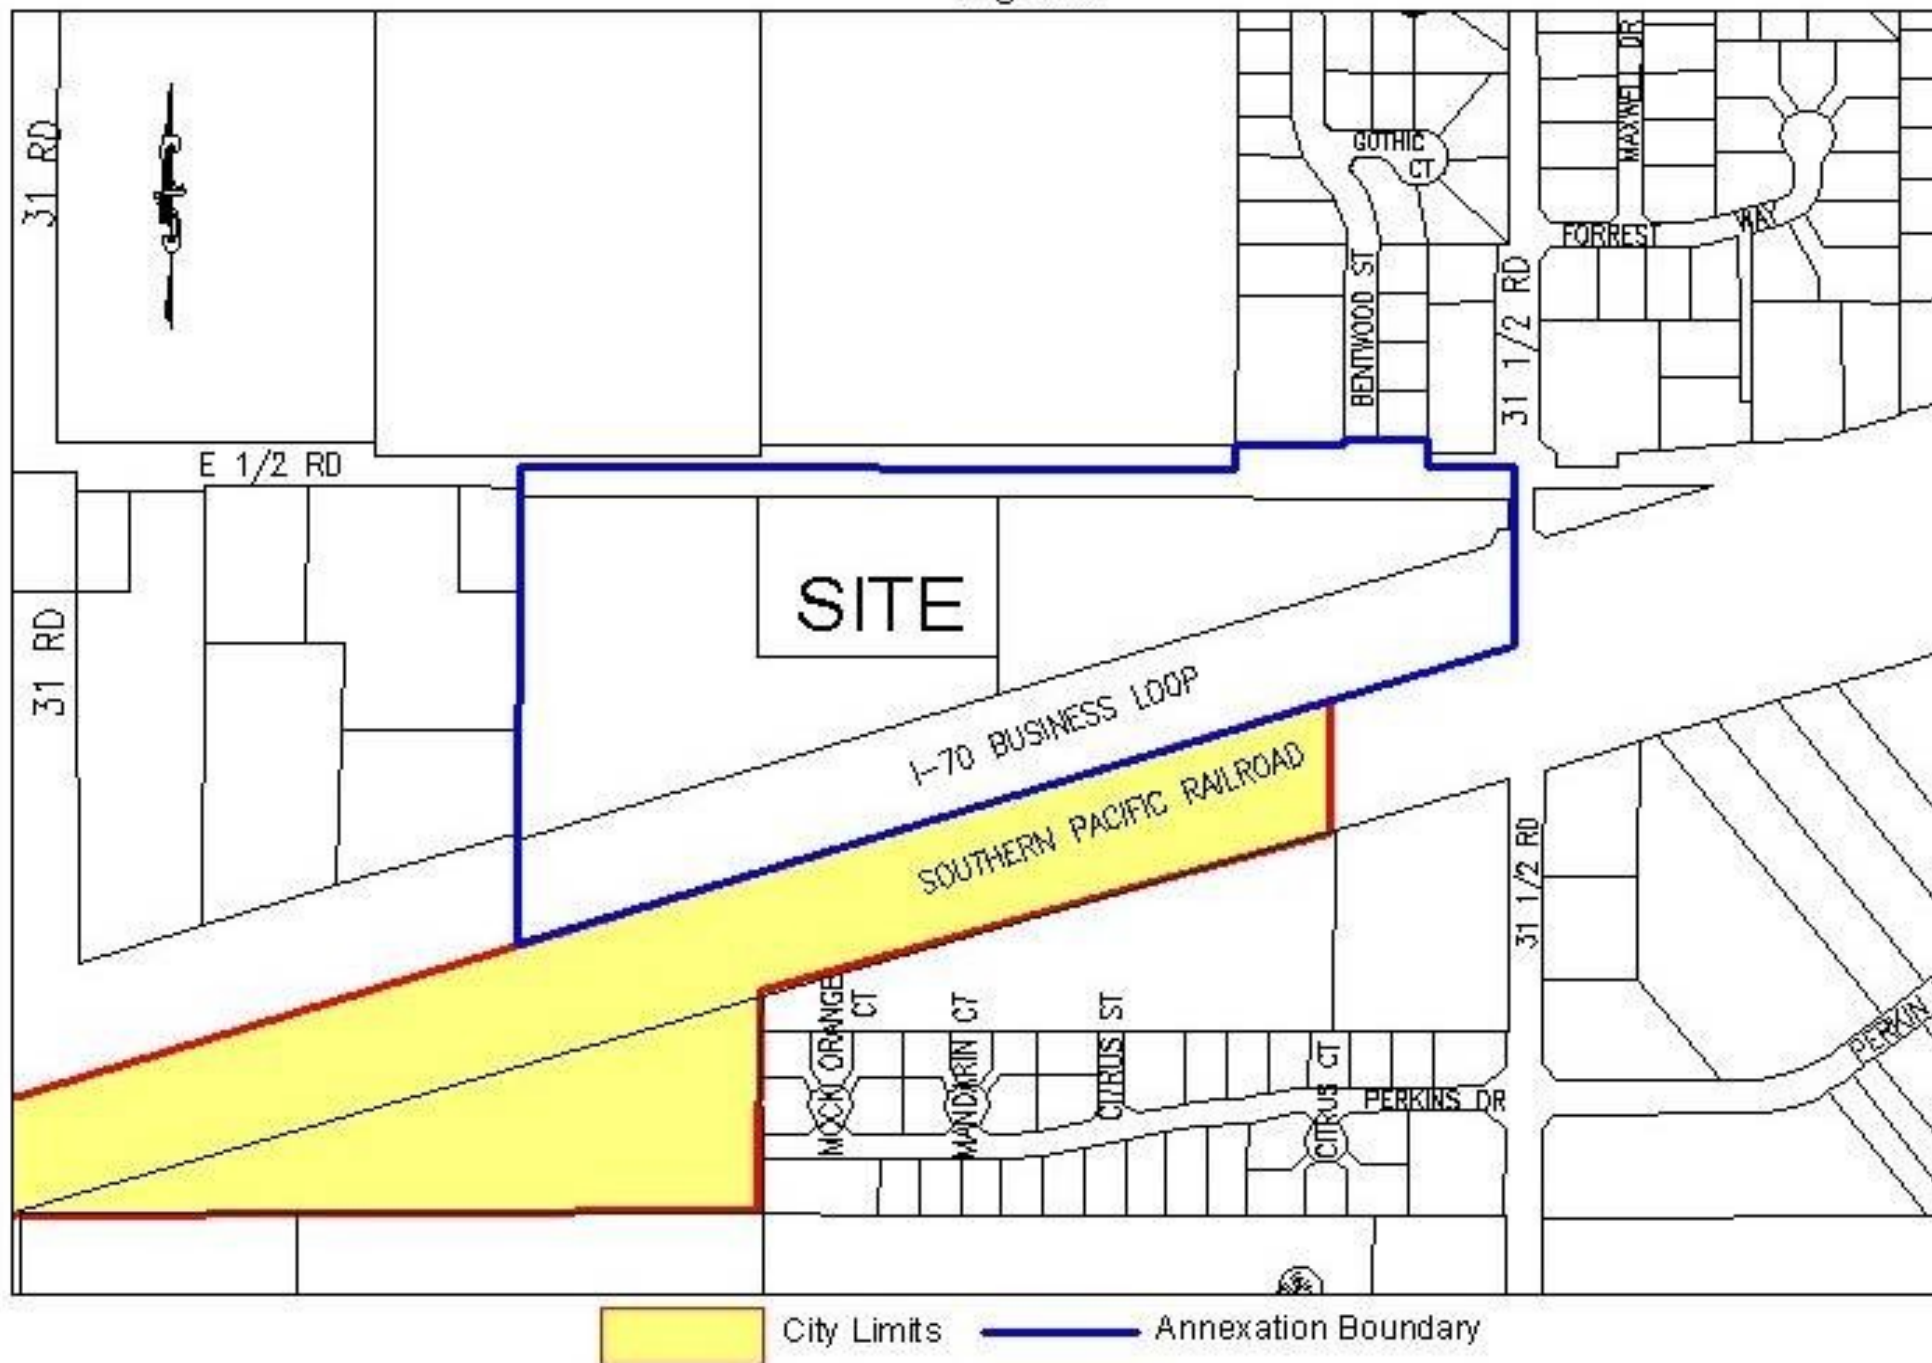 31 RD
GOTHIC
CT
MAXWELL DR
FORREST
WAY
BENTWOOD ST
31 1/2 RD
E 1/2 RD
SITE
31 RD
I-70 BUSINESS LOOP
SOUTHERN PACIFIC RAILROAD
31 1/2 RD
MOCK ORANGE
CT
MANDARIN CT
CITRUS ST
CITRUS CT
PERKINS DR
PERKIN
City Limits
Annexation Boundary